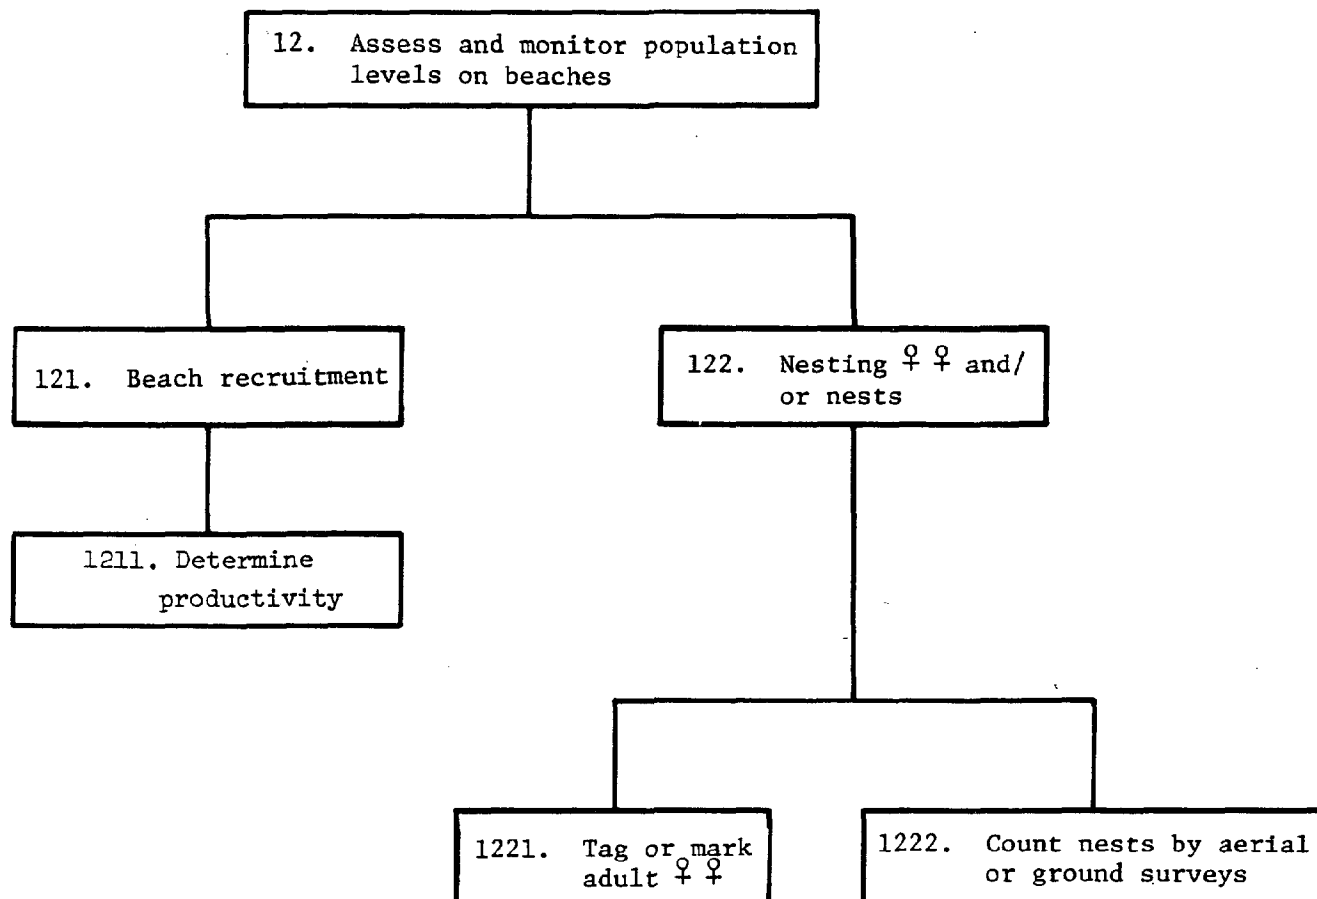 12. Assess and monitor population
levels on beaches
121. Beach recruitment
122. Nesting ♀ ♀ and/
or nests
1211. Determine
productivity
1221. Tag or mark
adult ♀ ♀
1222. Count nests by aerial
or ground surveys